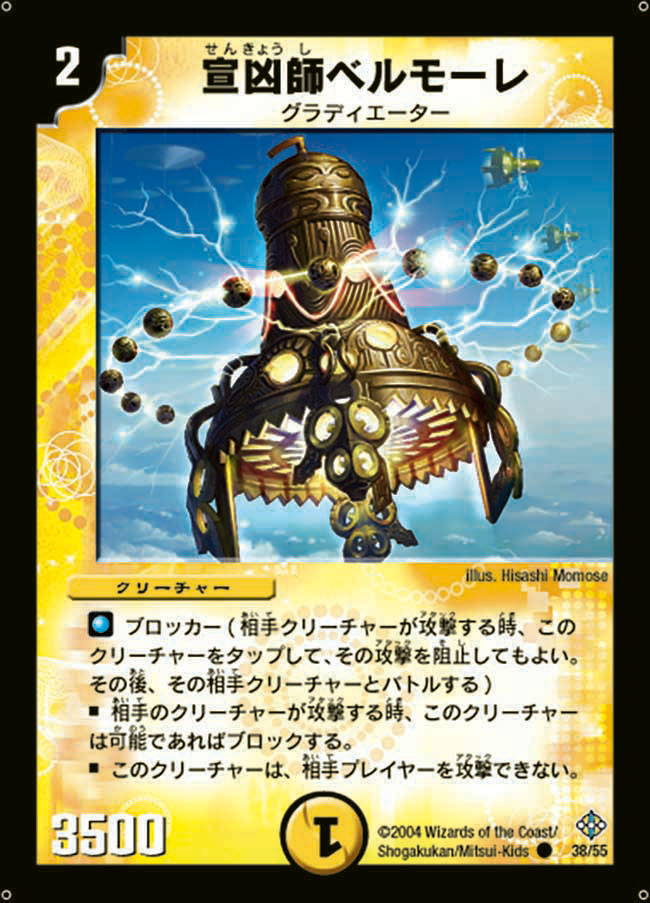 2
せんきょうし
宣凶師ベルモーレ
グラディエーター
illus. Hisashi Momose
クリーチャー
ブロッカー(相手クリーチャーが攻撃する時、この
クリーチャーをタップして、その攻撃を阻止してもよい。
その後、その相手クリーチャーとバトルする)
■ 相手のクリーチャーが攻撃する時、このクリーチャー
は可能であればブロックする。
■ このクリーチャーは、相手プレイヤーを攻撃できない。
3500
1
©2004 Wizards of the Coast/
Shogakukan/Mitsui-Kids ● 38/55